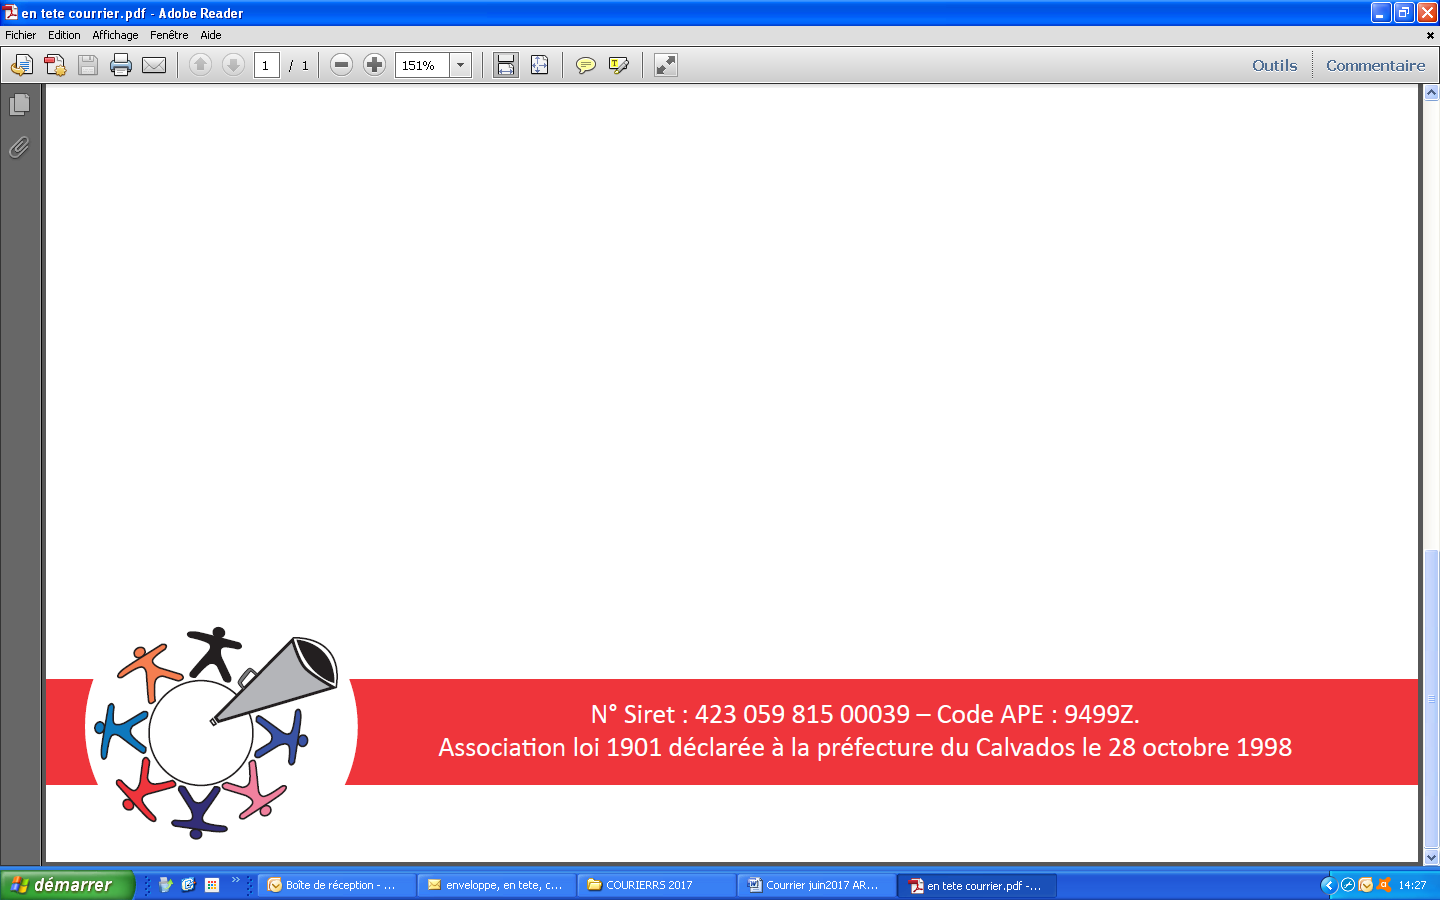 en tete courrier.pdf - Adobe Reader
Fichier Edition Affichage Fenêtre Aide
1 / 1 151% Outils Commentaire
N° Siret : 423 059 815 00039 – Code APE : 9499Z.
Association loi 1901 déclarée à la préfecture du Calvados le 28 octobre 1998
démarrer Boîte de réception - ... enveloppe, en tete, c... COURIERRS 2017 Courrier juin2017 AR... en tete courrier.pdf -... 14:27